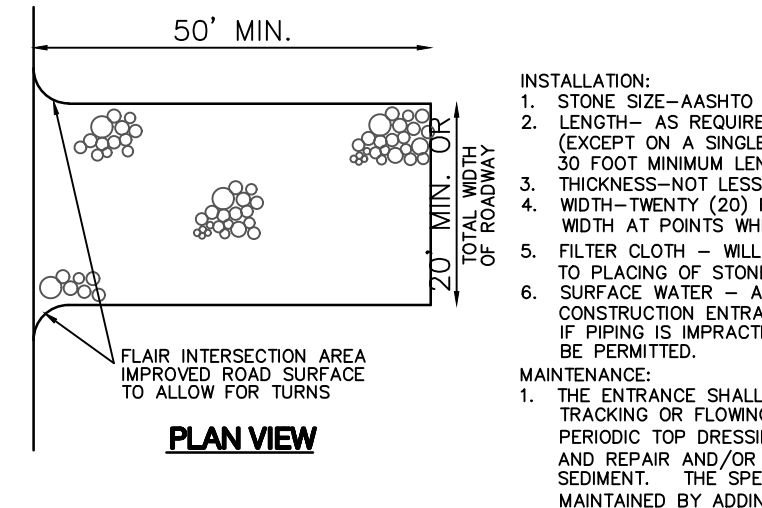 50' MIN.
20' MIN. OR
TOTAL WIDTH
OF ROADWAY
FLAIR INTERSECTION AREA
IMPROVED ROAD SURFACE
TO ALLOW FOR TURNS
PLAN VIEW
INSTALLATION:
1. STONE SIZE–AASHTO
2. LENGTH– AS REQUIRE
(EXCEPT ON A SINGLE
30 FOOT MINIMUM LEN
3. THICKNESS–NOT LESS
4. WIDTH–TWENTY (20)
WIDTH AT POINTS WH
5. FILTER CLOTH – WILL
TO PLACING OF STONE
6. SURFACE WATER – A
CONSTRUCTION ENTRA
IF PIPING IS IMPRACTI
BE PERMITTED.
MAINTENANCE:
1. THE ENTRANCE SHALL
TRACKING OR FLOWING
PERIODIC TOP DRESSI
AND REPAIR AND/OR
SEDIMENT. THE SPE
MAINTAINED BY ADDIN